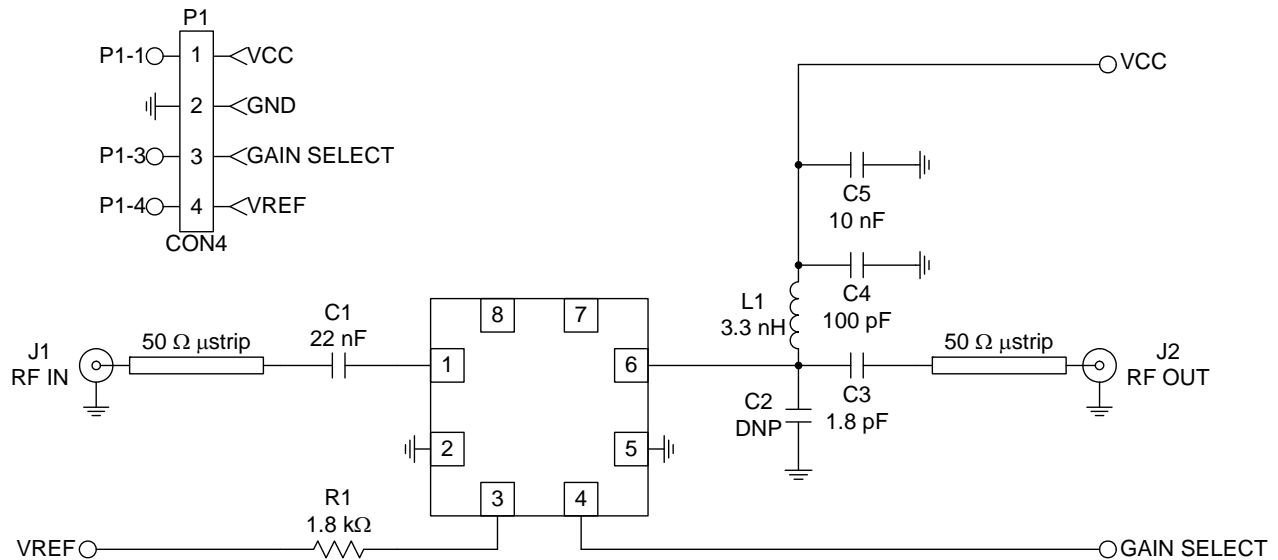 P1
P1-1 1 VCC
2 GND
P1-3 3 GAIN SELECT
P1-4 4 VREF
CON4
VCC
C5
10 nF
C4
100 pF
L1
3.3 nH
J1
RF IN
50 Ω μstrip
C1
22 nF
8 7
1 6
2 5
3 4
C2
DNP
C3
1.8 pF
50 Ω μstrip
J2
RF OUT
R1
1.8 kΩ
VREF
GAIN SELECT